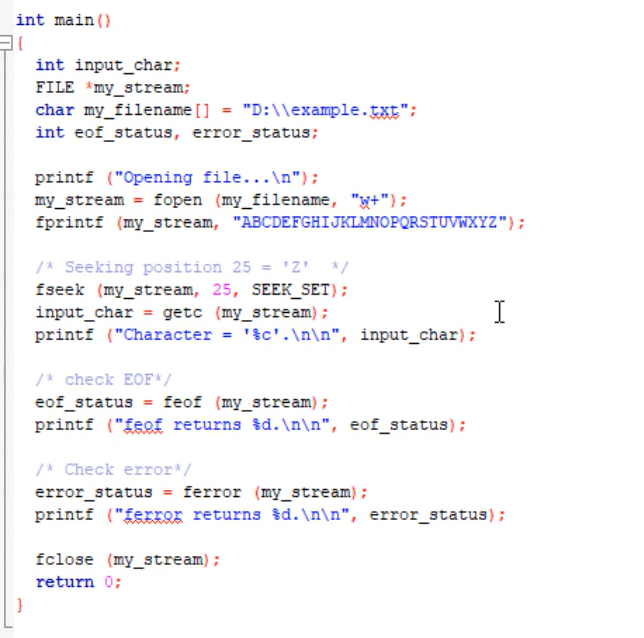 int main()
{
int input_char;
FILE *my_stream;
char my_filename[] = "D:\\example.txt";
int eof_status, error_status;
printf ("Opening file...\n");
my_stream = fopen (my_filename, "w+");
fprintf (my_stream, "ABCDEFGHIJKLMNOPQRSTUVWXYZ");
/* Seeking position 25 = 'Z'  */
fseek (my_stream, 25, SEEK_SET);
input_char = getc (my_stream);
printf ("Character = '%c'.\n\n", input_char);
/* check EOF*/
eof_status = feof (my_stream);
printf ("feof returns %d.\n\n", eof_status);
/* Check error*/
error_status = ferror (my_stream);
printf ("ferror returns %d.\n\n", error_status);
fclose (my_stream);
return 0;
}